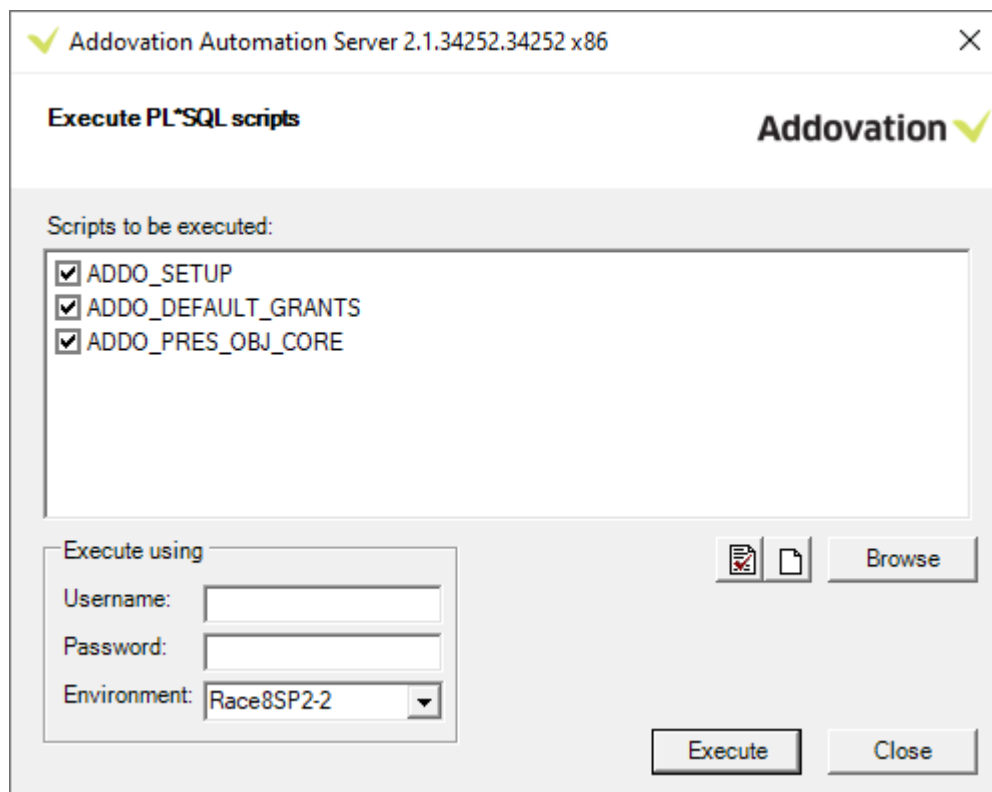 Addovation Automation Server 2.1.34252.34252 x86
Execute PL*SQL scripts
Addovation
Scripts to be executed:
ADDO_SETUP
ADDO_DEFAULT_GRANTS
ADDO_PRES_OBJ_CORE
Execute using
Browse
Username:
Password:
Environment: Race8SP2-2
Execute Close